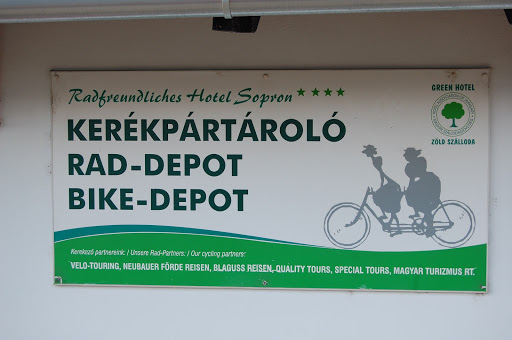 Radfreundliches Hotel Sopron ****
KERÉKPÁRTÁROLÓ
RAD-DEPOT
BIKE-DEPOT
GREEN HOTEL
ZÖLD SZÁLLODA
Kerekező partnereink: / Unsere Rad-Partners: / Our cycling partners:
VELO-TOURING, NEUBAUER FÖRDE REISEN, BLAGUSS REISEN, QUALITY TOURS, SPECIAL TOURS, MAGYAR TURIZMUS RT.